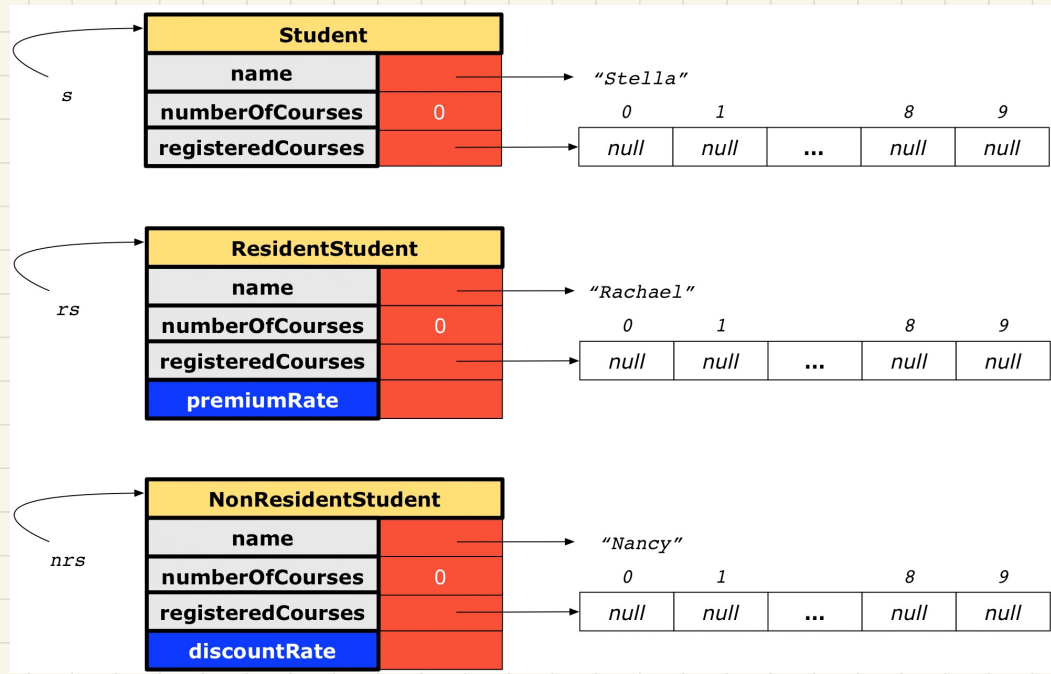 Student
name
“Stella”
s
numberOfCourses 0
0 1 8 9
registeredCourses
null null ... null null
ResidentStudent
name
“Rachael”
rs
numberOfCourses 0
0 1 8 9
registeredCourses
null null ... null null
premiumRate
NonResidentStudent
name
“Nancy”
nrs
numberOfCourses 0
0 1 8 9
registeredCourses
null null ... null null
discountRate